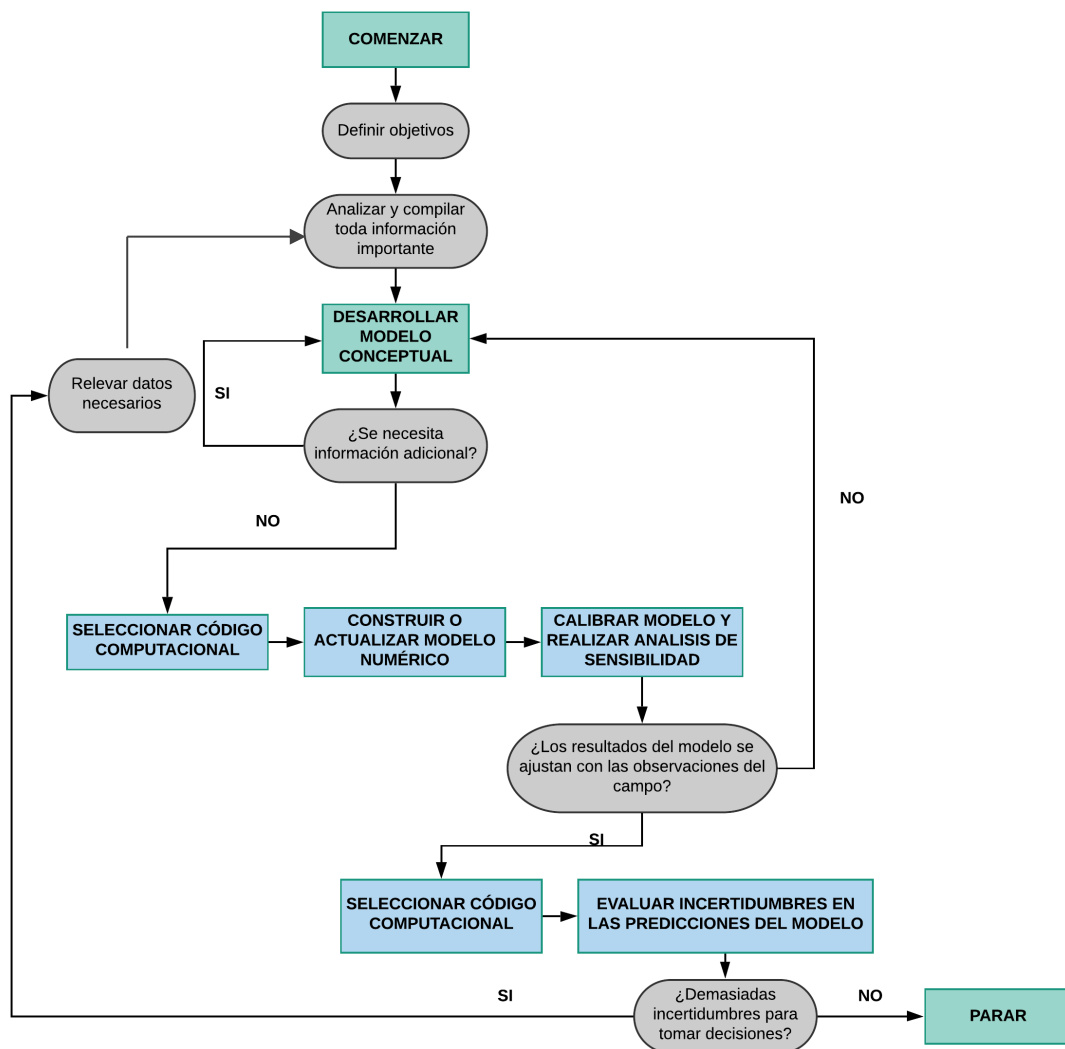 COMENZAR
Definir objetivos
Analizar y compilar
toda información
importante
DESARROLLAR
MODELO
CONCEPTUAL
Relevar datos
necesarios
SI
¿Se necesita
información adicional?
NO
NO
SELECCIONAR CÓDIGO
COMPUTACIONAL
CONSTRUIR O
ACTUALIZAR MODELO
NUMÉRICO
CALIBRAR MODELO Y
REALIZAR ANALISIS DE
SENSIBILIDAD
¿Los resultados del modelo se
ajustan con las observaciones del
campo?
SI
SELECCIONAR CÓDIGO
COMPUTACIONAL
EVALUAR INCERTIDUMBRES EN
LAS PREDICCIONES DEL MODELO
SI
¿Demasiadas
incertidumbres para
tomar decisiones?
NO
PARAR